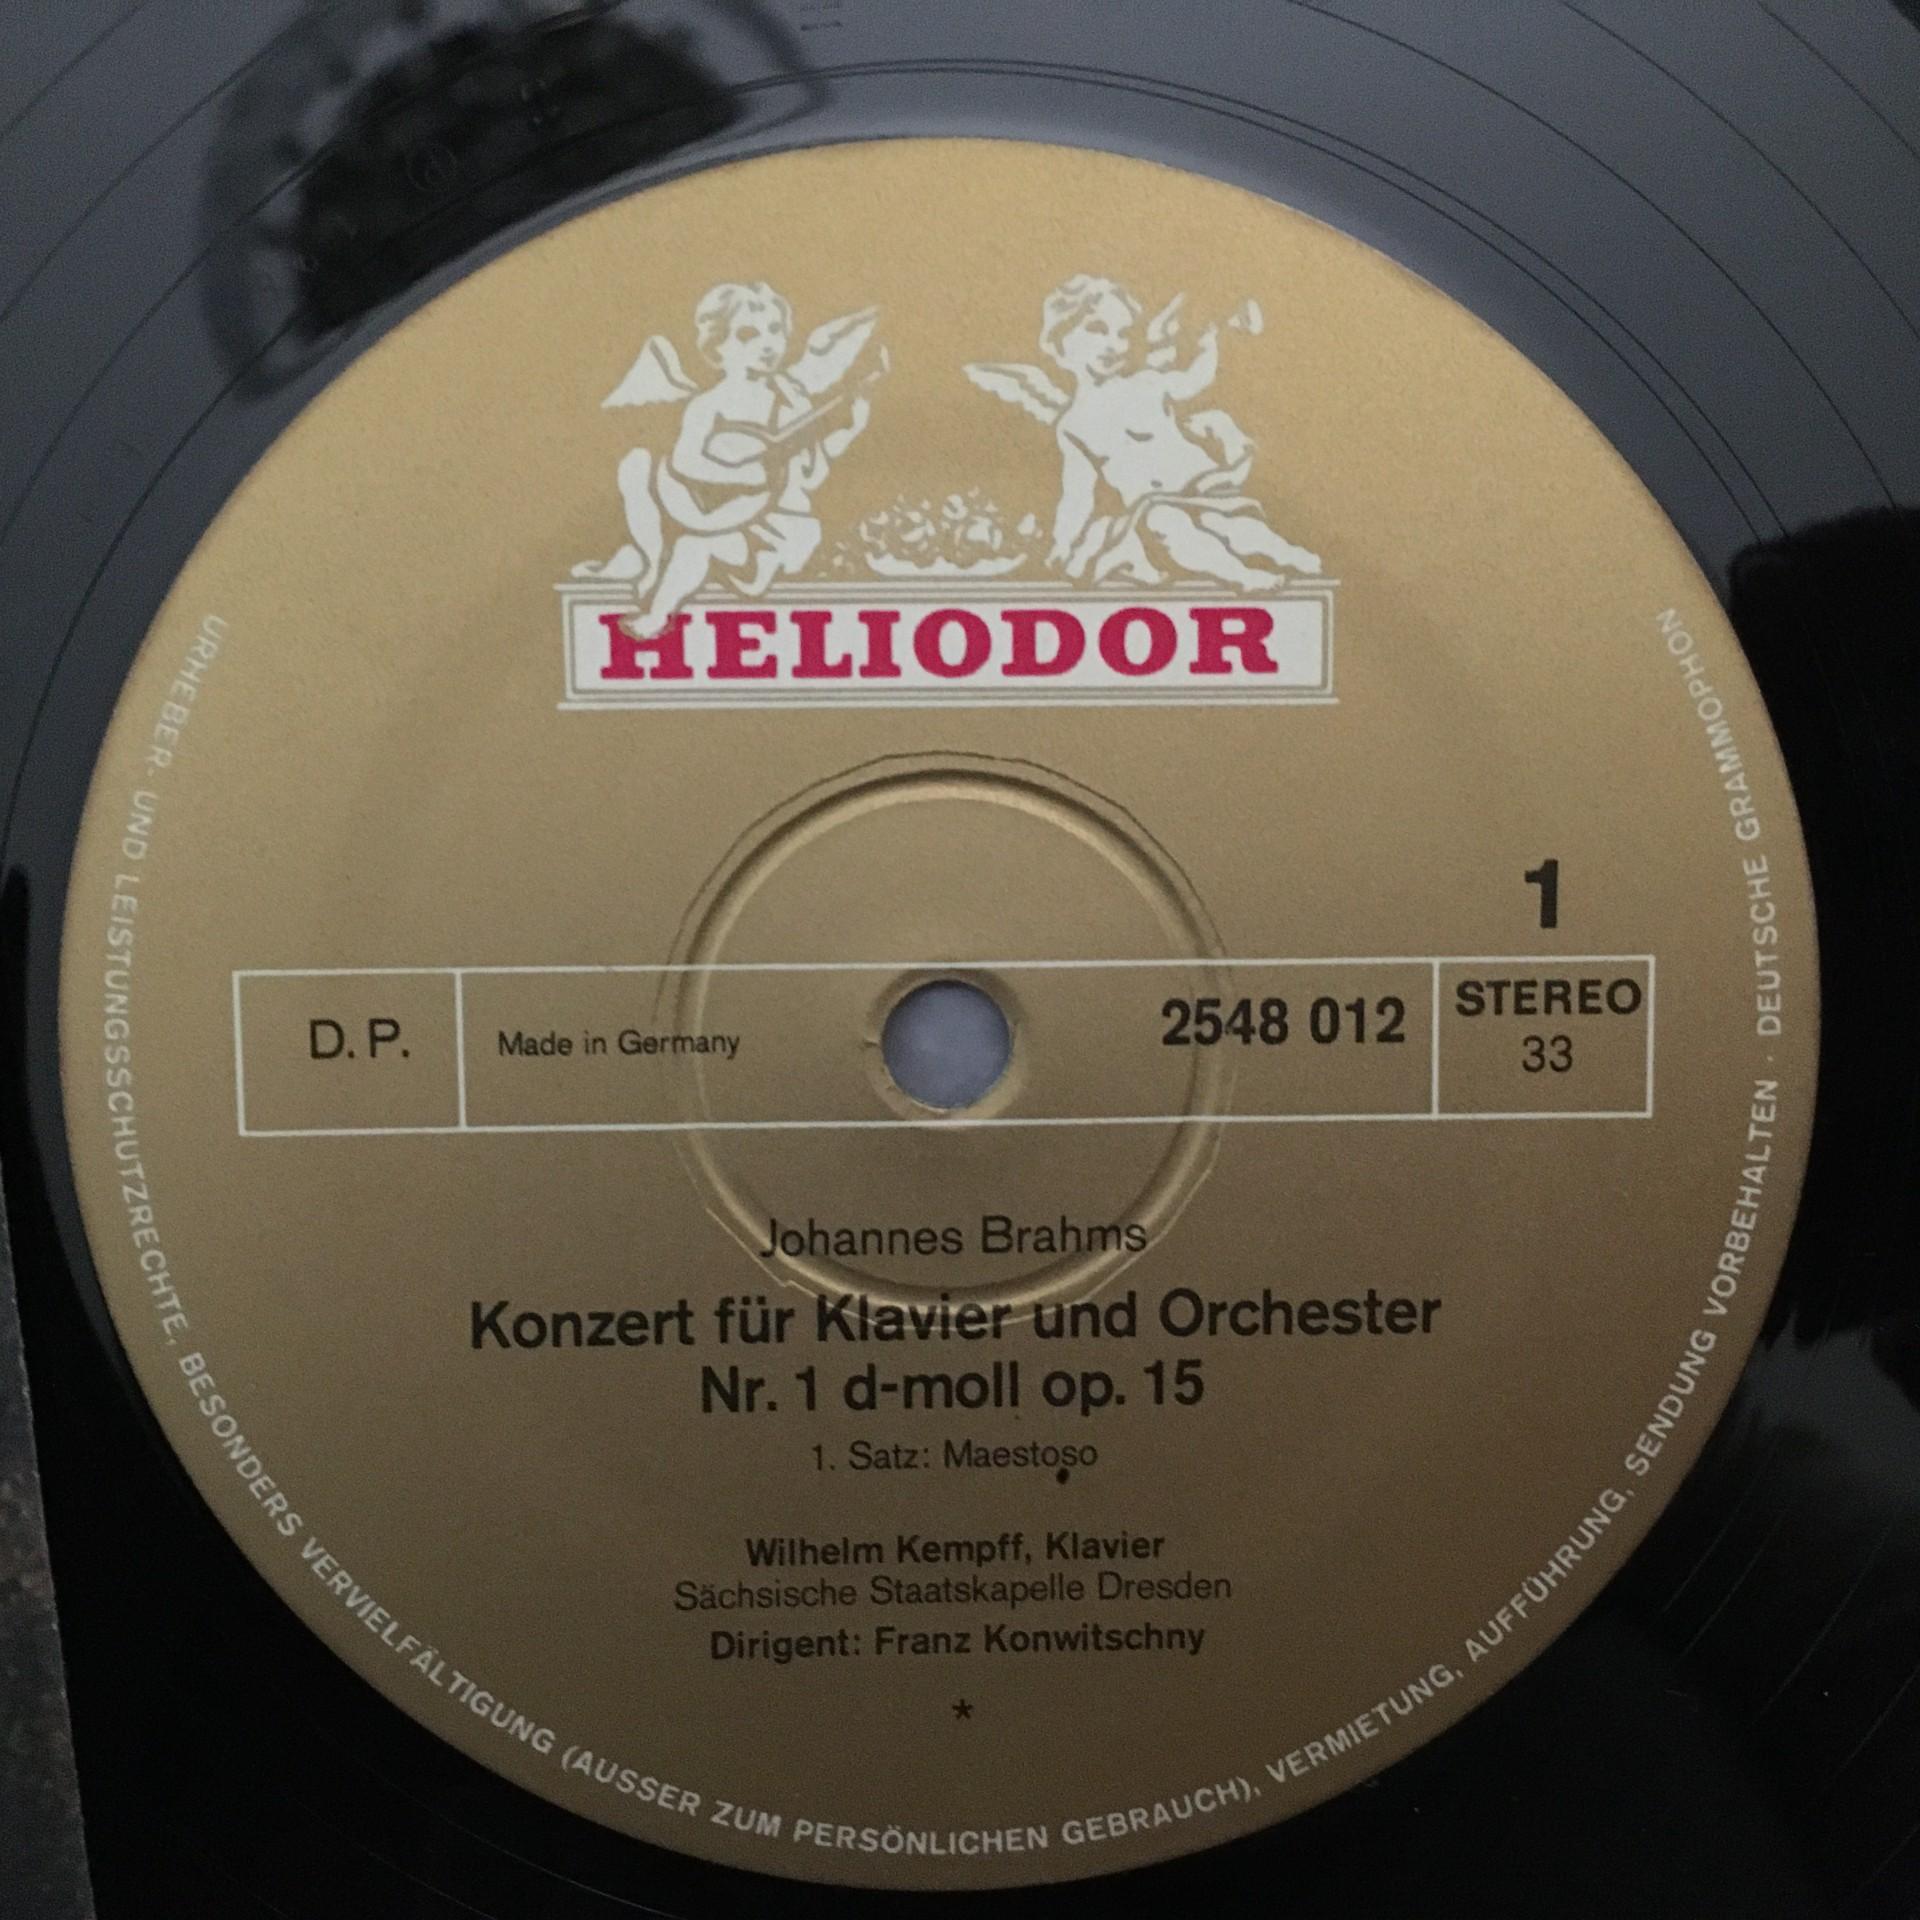 HELIODOR
1
D. P.
Made in Germany
2548 012
STEREO
33
Johannes Brahms
Konzert für Klavier und Orchester
Nr. 1 d-moll op. 15
1. Satz: Maestoso
Wilhelm Kempff, Klavier
Sächsische Staatskapelle Dresden
Dirigent: Franz Konwitschny
*
URHEBER- UND LEISTUNGSSCHUTZRECHTE, BESONDERS VERVIELFÄLTIGUNG (AUSSER ZUM PERSÖNLICHEN GEBRAUCH), VERMIETUNG, AUFFÜHRUNG, SENDUNG VORBEHALTEN · DEUTSCHE GRAMMOPHON